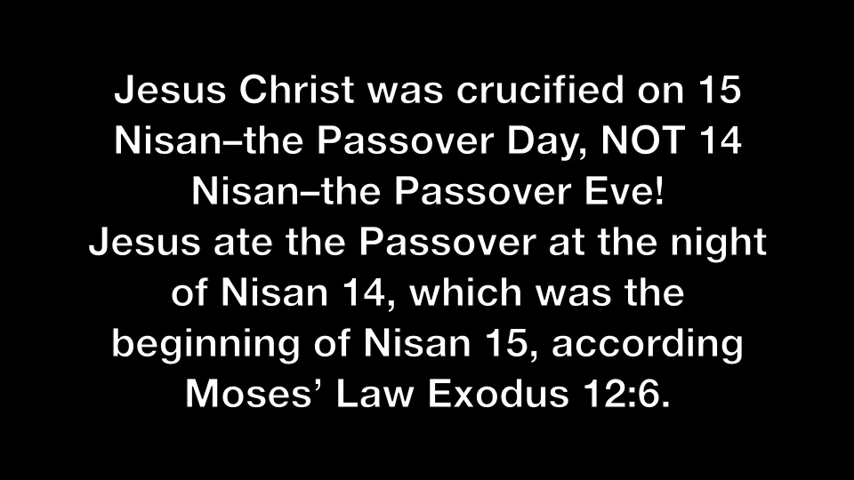 Jesus Christ was crucified on 15
Nisan–the Passover Day, NOT 14
Nisan–the Passover Eve!
Jesus ate the Passover at the night
of Nisan 14, which was the
beginning of Nisan 15, according
Moses’ Law Exodus 12:6.